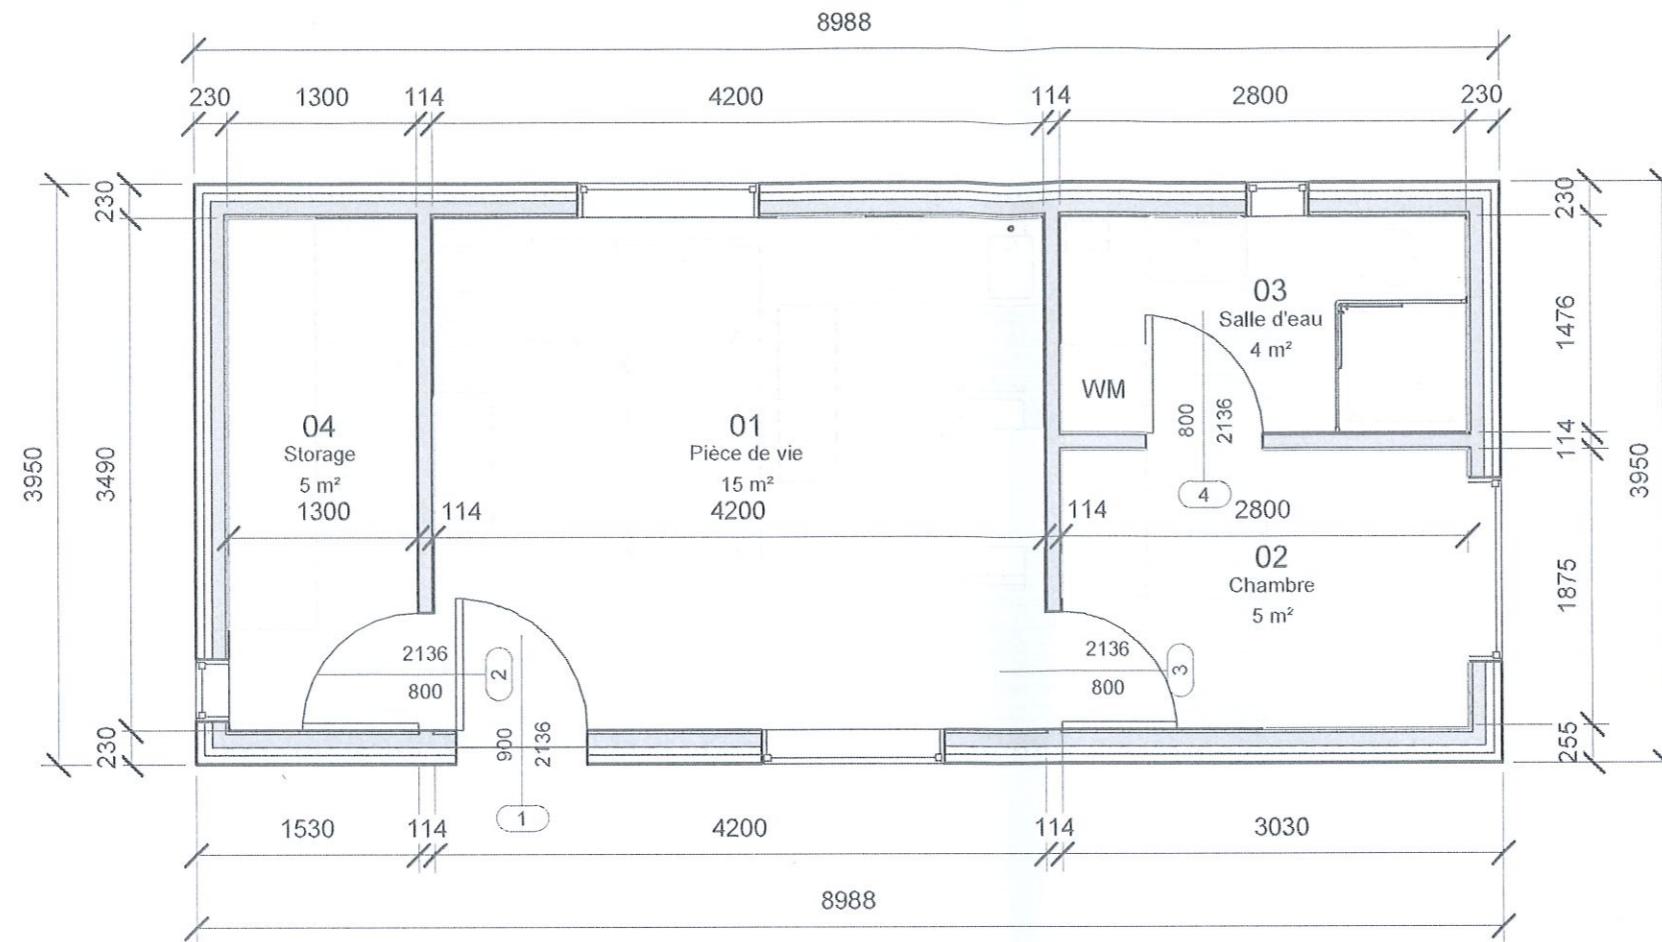 8988
230 1300 114 4200 114 2800 230
230
230
03
Salle d'eau
4 m²
1476
WM
800
2136
04
Storage
5 m²
01
Pièce de vie
15 m²
114
3950
3490
3950
4
1300 114 4200 114 2800
02
Chambre
5 m²
1875
2136
800
2
2136
800
3
900
2136
230
255
1
1530 114 4200 114 3030
8988